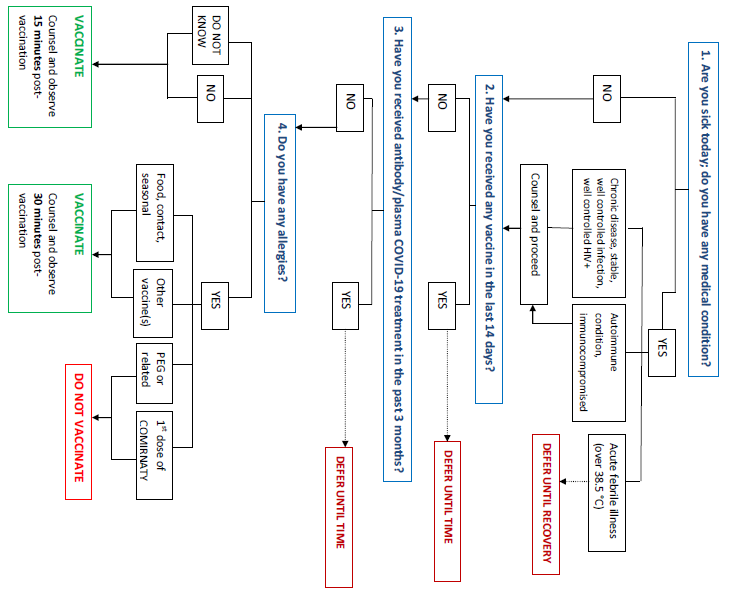 1. Are you sick today; do you have any medical condition?
NO
YES
Chronic disease, stable,
well controlled infection,
well controlled HIV+
Autoimmune
condition,
immunocompromised
Acute febrile illness
(over 38.5 °C)
Counsel and proceed
DEFER UNTIL RECOVERY
2. Have you received any vaccine in the last 14 days?
NO
YES
DEFER UNTIL TIME
3. Have you received antibody/plasma COVID-19 treatment in the past 3 months?
NO
YES
DEFER UNTIL TIME
4. Do you have any allergies?
DO NOT
KNOW
NO
YES
Food, contact,
seasonal
Other
vaccine(s)
PEG or
related
1st dose of
COMIRNATY
VACCINATE
Counsel and observe
15 minutes post-
vaccination
VACCINATE
Counsel and observe
30 minutes post-
vaccination
DO NOT VACCINATE